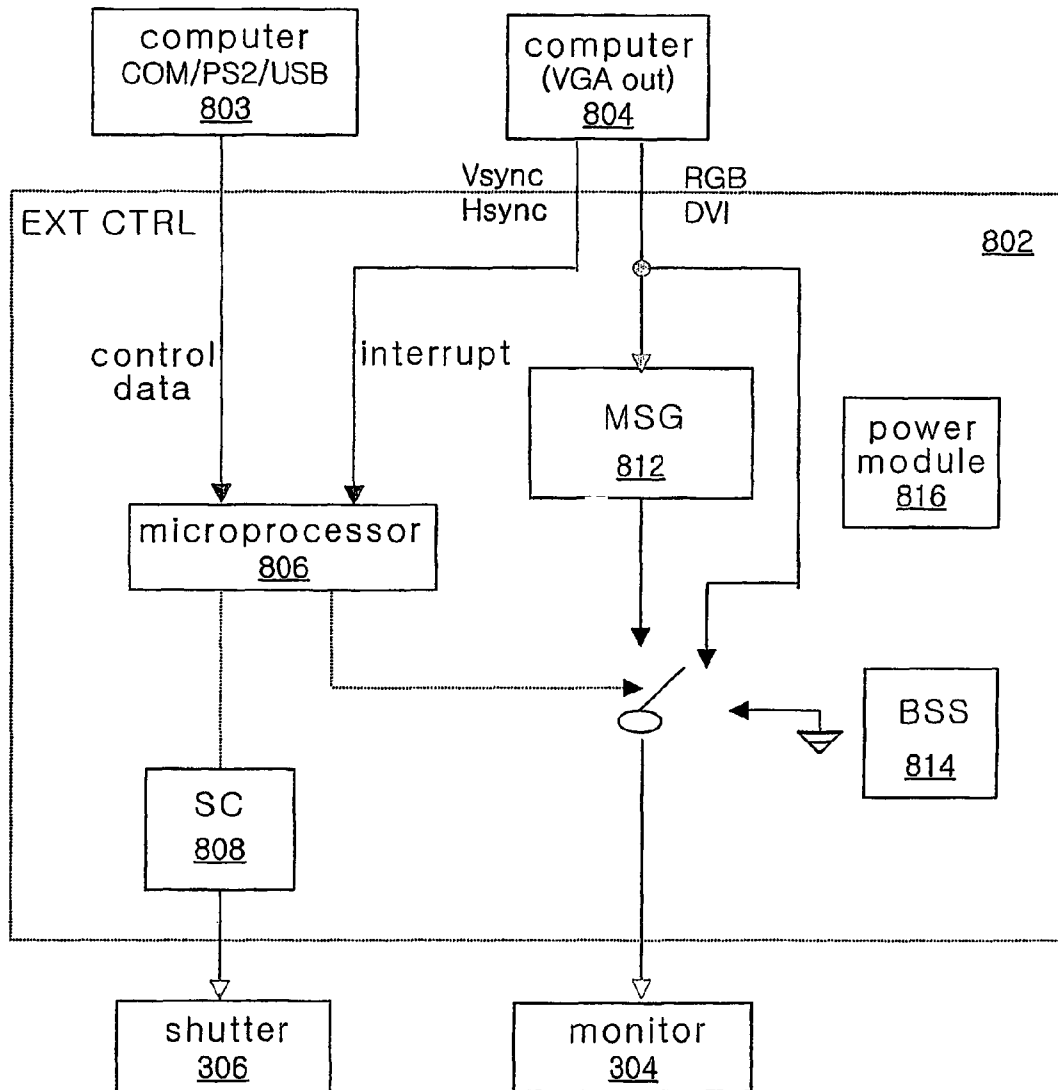 computer
COM/PS2/USB
803
computer
(VGA out)
804
Vsync
RGB
Hsync
DVI
EXT CTRL
802
control
data
interrupt
MSG
812
power
module
816
microprocessor
806
BSS
814
SC
808
shutter
306
monitor
304